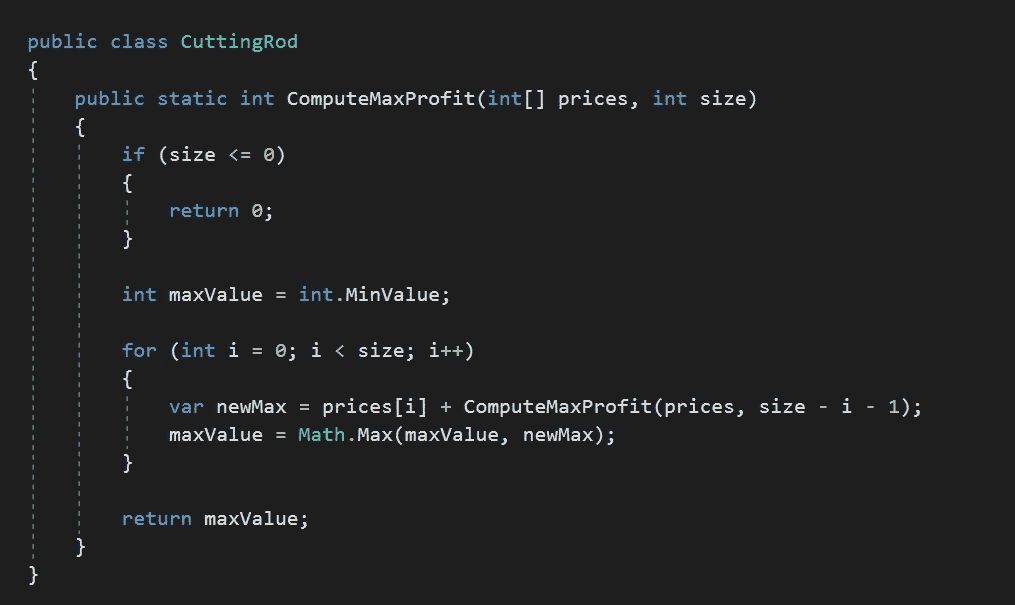 public class CuttingRod
{
    public static int ComputeMaxProfit(int[] prices, int size)
    {
        if (size <= 0)
        {
            return 0;
        }

        int maxValue = int.MinValue;

        for (int i = 0; i < size; i++)
        {
            var newMax = prices[i] + ComputeMaxProfit(prices, size - i - 1);
            maxValue = Math.Max(maxValue, newMax);
        }

        return maxValue;
    }
}